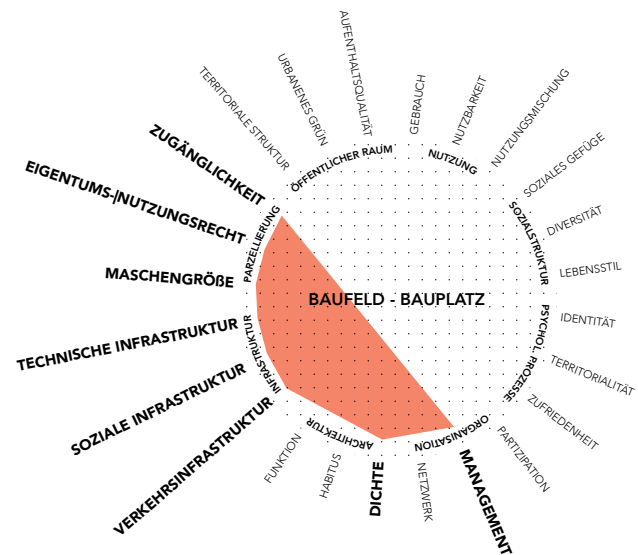 TERRITORIALE STRUKTUR
URBANENES GRÜN
AUFENTHALTSQUALITÄT
GEBRAUCH
NUTZBARKEIT
NUTZUNGSMISCHUNG
SOZIALES GEFÜGE
DIVERSITÄT
LEBENSSTIL
IDENTITÄT
TERRITORIALITÄT
ZUFRIEDENHEIT
PARTIZIPATION
MANAGEMENT
NETZWERK
DICHTE
HABITUS
FUNKTION
VERKEHRSINFRASTRUKTUR
SOZIALE INFRASTRUKTUR
TECHNISCHE INFRASTRUKTUR
MASCHENGRÖßE
EIGENTUMS-|NUTZUNGSRECHT
ZUGÄNGLICHKEIT
ÖFFENTLICHER RAUM
NUTZUNG
SOZIALSTRUKTUR
PSYCHOL. PROZESSE
ORGANISATION
ARCHITEKTUR
INFRASTRUKTUR
PARZELLIERUNG
BAUFELD - BAUPLATZ